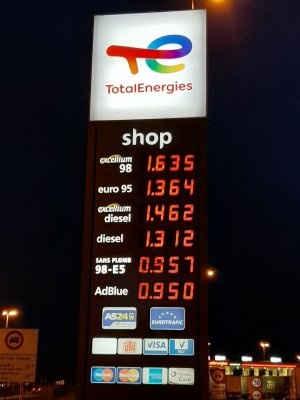 TotalEnergies
shop
excellium 98 1.635
euro 95 1.364
excellium diesel 1.462
diesel 1.312
SANS PLOMB 98-E5 0.957
AdBlue 0.950
AS24
EUROTRAFIC
VISA
Maestro